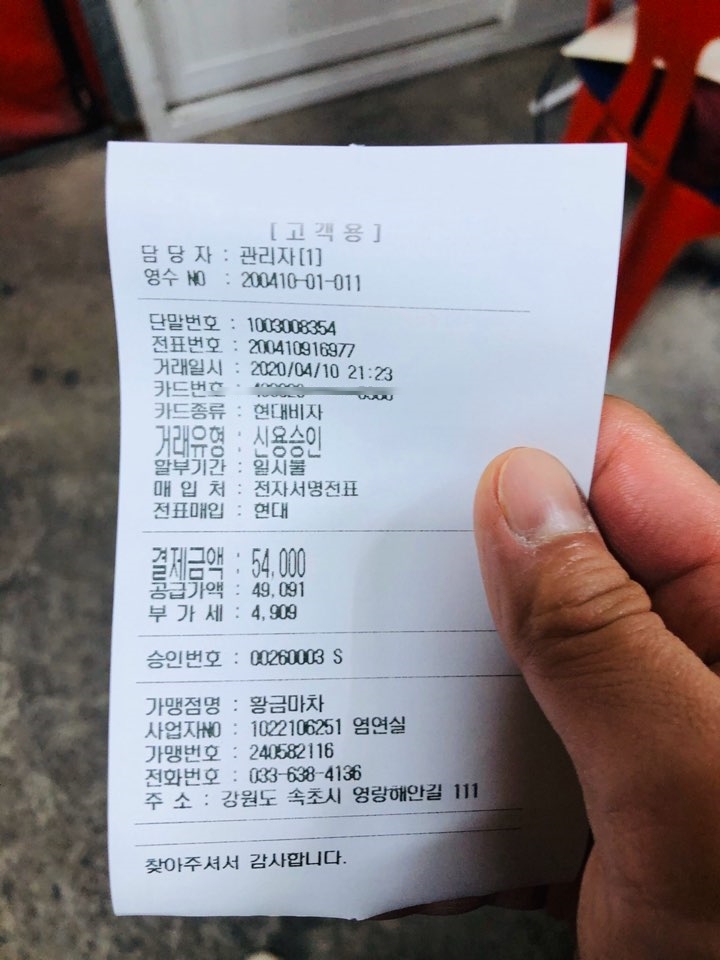 [고객용]
담 당 자 : 관리자[1]
영수 NO : 200410-01-011
단말번호 : 1003008354
전표번호 : 200410916977
거래일시 : 2020/04/10 21:23
카드번호 :
카드종류 : 현대비자
거래유형 : 신용승인
할부기간 : 일시불
매 입 처 : 전자서명전표
전표매입 : 현대
결제금액 : 54,000
공급가액 : 49,091
부 가 세 : 4,909
승인번호 : 00260003 S
가맹점명 : 황금마차
사업자NO : 1022106251 염연실
가맹번호 : 240582116
전화번호 : 033-638-4136
주 소 : 강원도 속초시 영랑해안길 111
찾아주셔서 감사합니다.